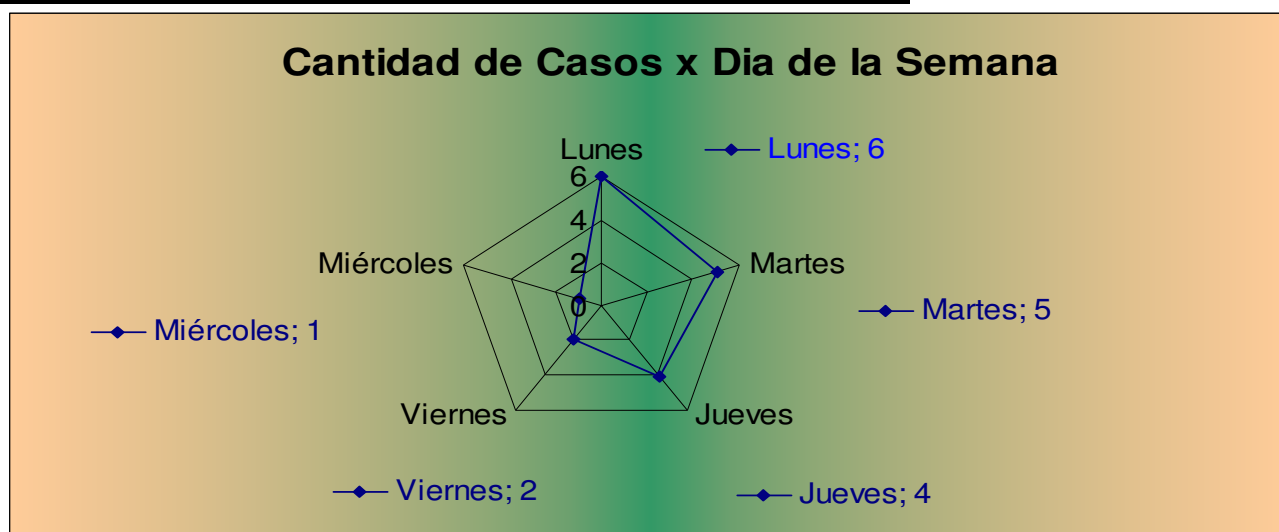 Cantidad de Casos x Dia de la Semana
Lunes
Lunes; 6
6
4
Miércoles
2
Martes
0
Martes; 5
Miércoles; 1
Viernes
Jueves
Viernes; 2
Jueves; 4